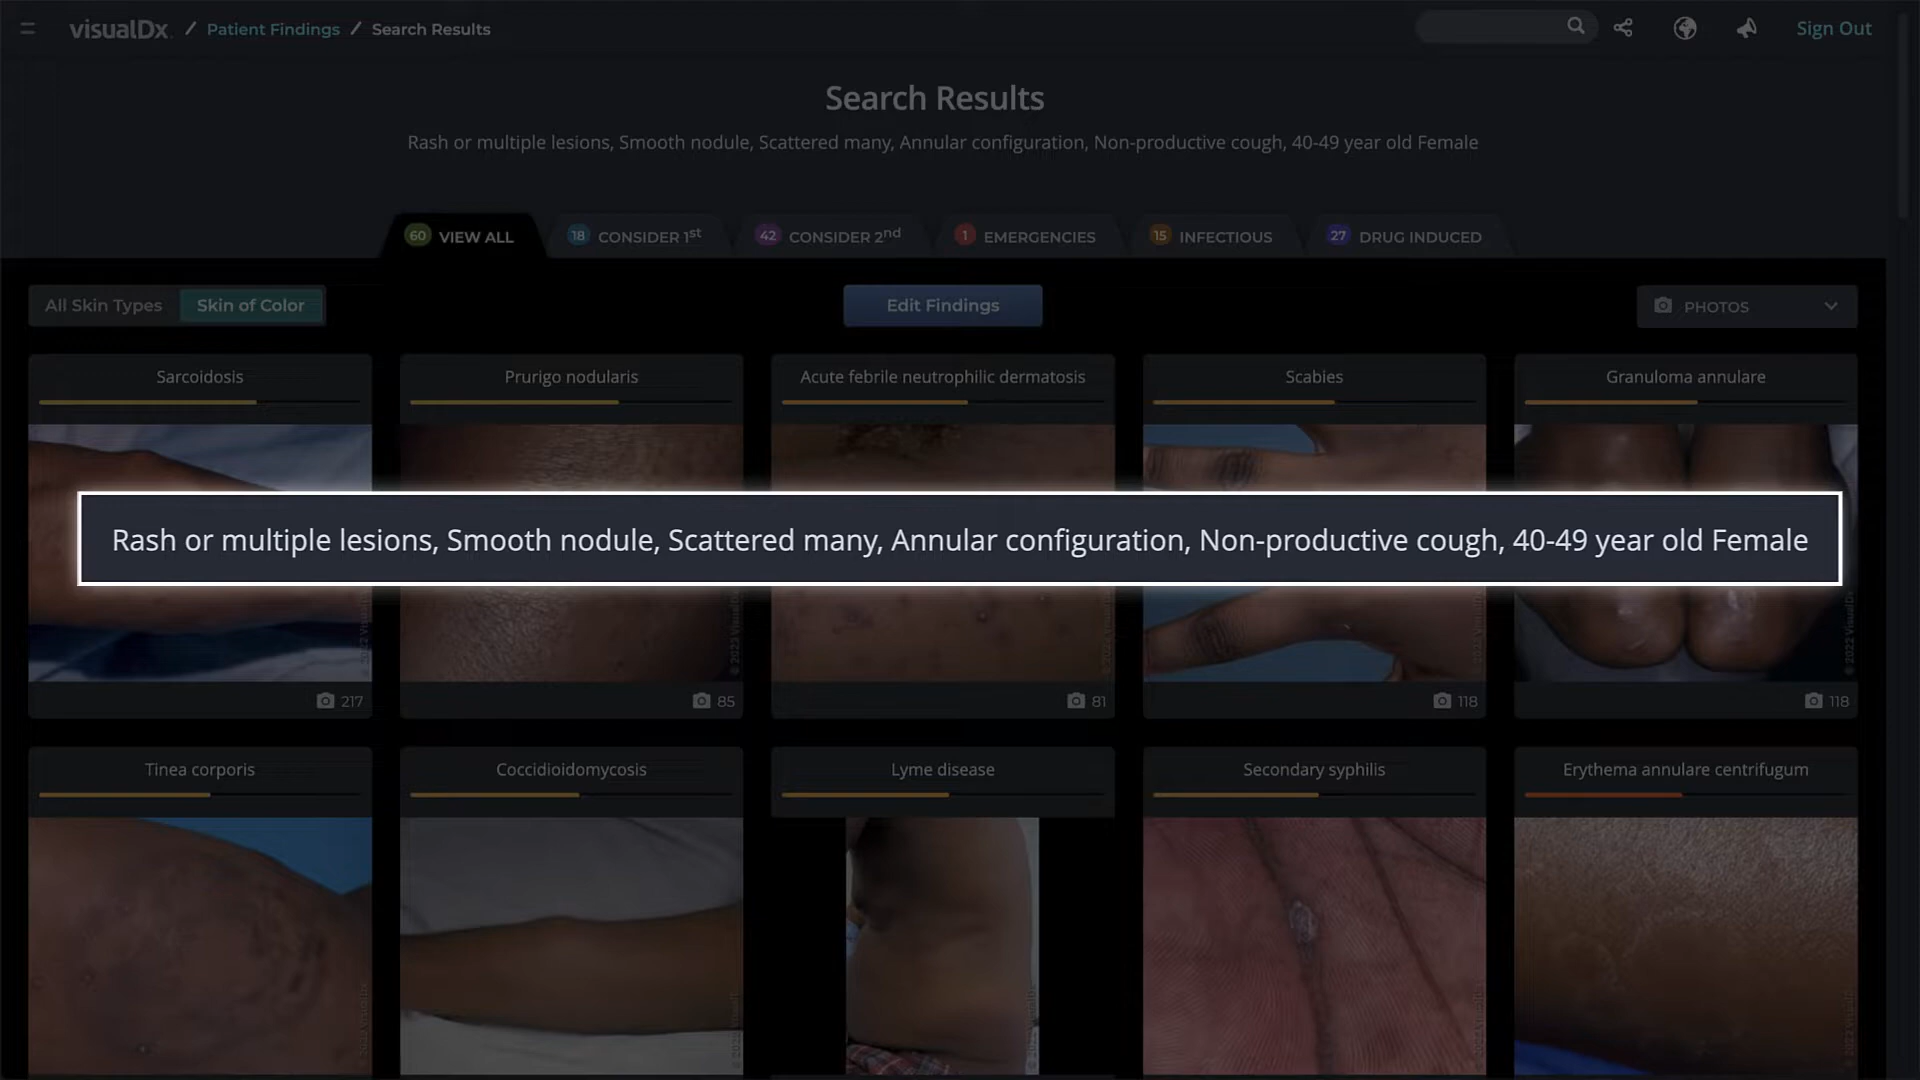 visualDx / Patient Findings / Search Results
Sign Out
Search Results
Rash or multiple lesions, Smooth nodule, Scattered many, Annular configuration, Non-productive cough, 40-49 year old Female
60 VIEW ALL
18 CONSIDER 1st
42 CONSIDER 2nd
1 EMERGENCIES
15 INFECTIOUS
27 DRUG INDUCED
All Skin Types
Skin of Color
Edit Findings
PHOTOS
Sarcoidosis
Prurigo nodularis
Acute febrile neutrophilic dermatosis
Scabies
Granuloma annulare
Rash or multiple lesions, Smooth nodule, Scattered many, Annular configuration, Non-productive cough, 40-49 year old Female
© 2022 VisualDx
217
85
81
118
118
Tinea corporis
Coccidioidomycosis
Lyme disease
Secondary syphilis
Erythema annulare centrifugum